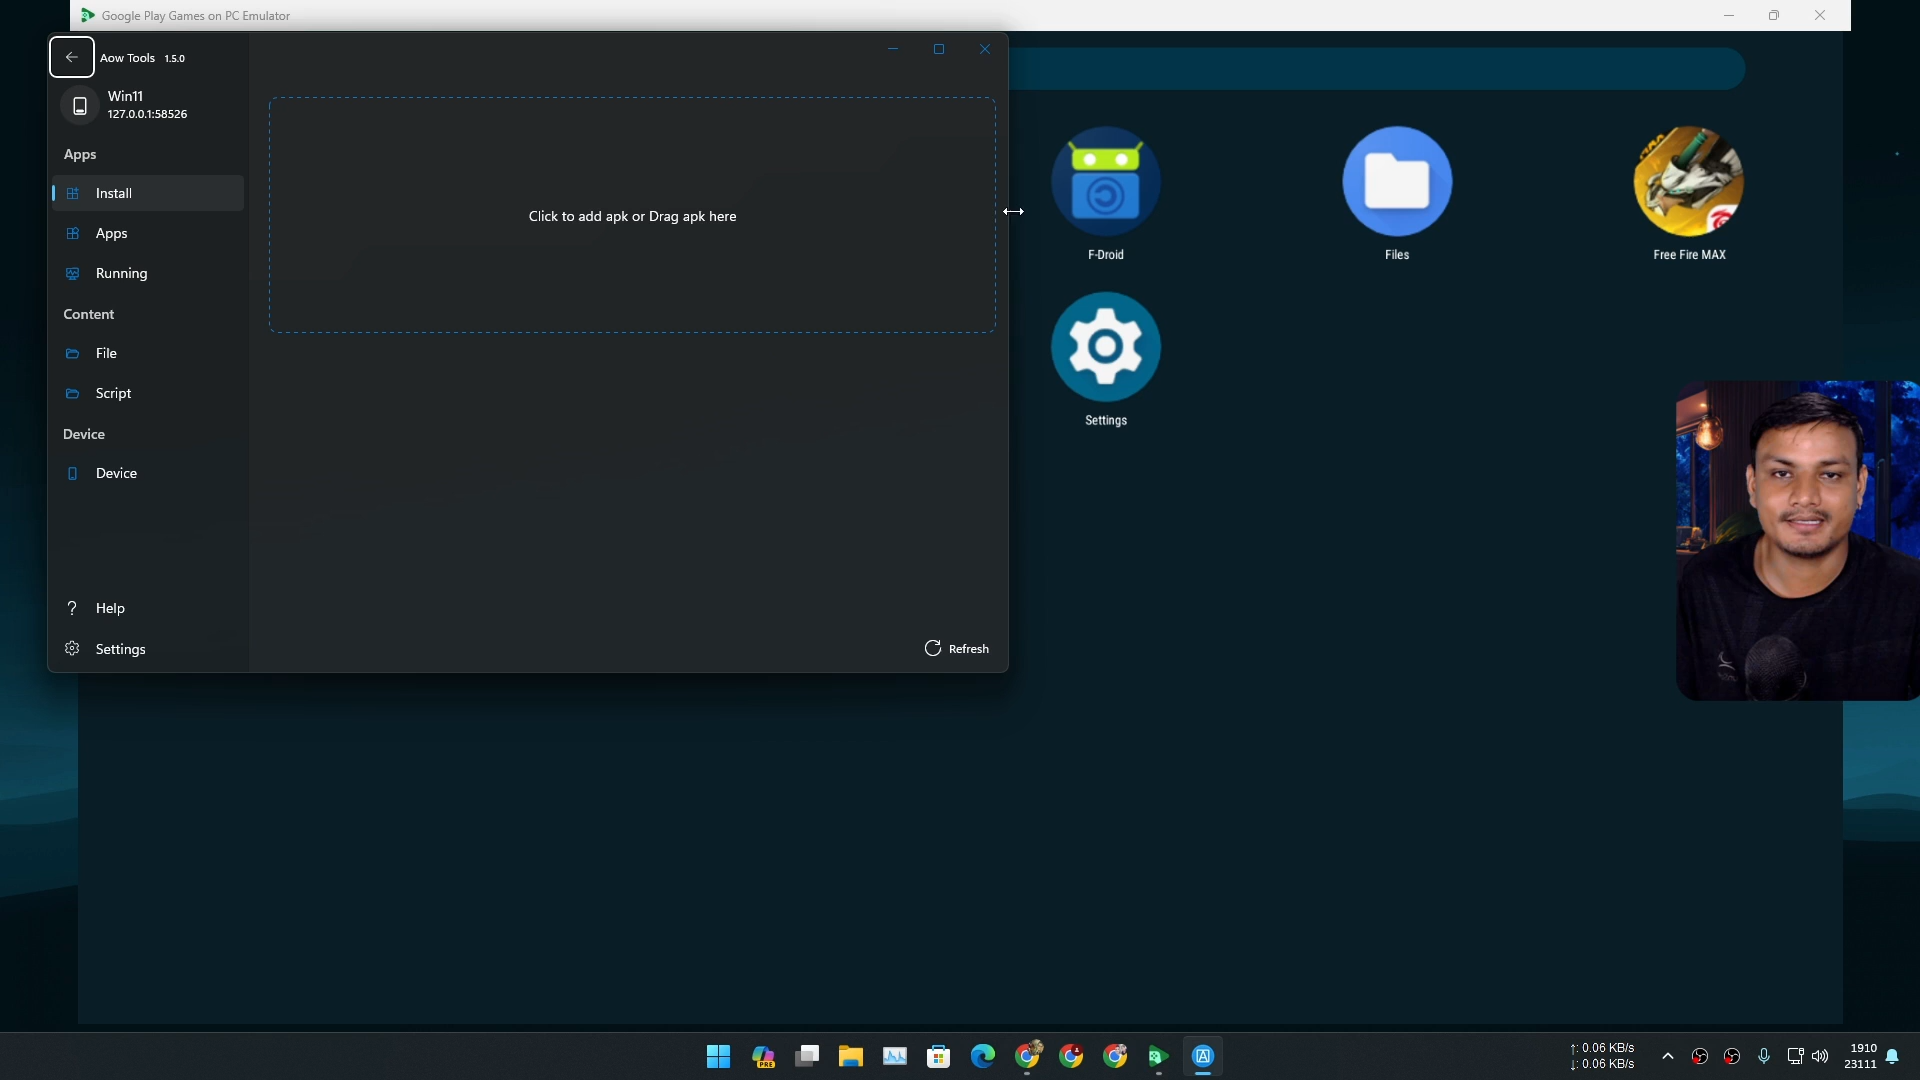 Google Play Games on PC Emulator
Aow Tools 1.5.0
Win11
127.0.0.1:58526
Apps
Install
Apps
Running
Content
File
Script
Device
Device
Help
Settings
Click to add apk or Drag apk here
Refresh
F-Droid
Files
Free Fire MAX
Settings
PRE
↑: 0.06 KB/s
↓: 0.06 KB/s
1910
23111